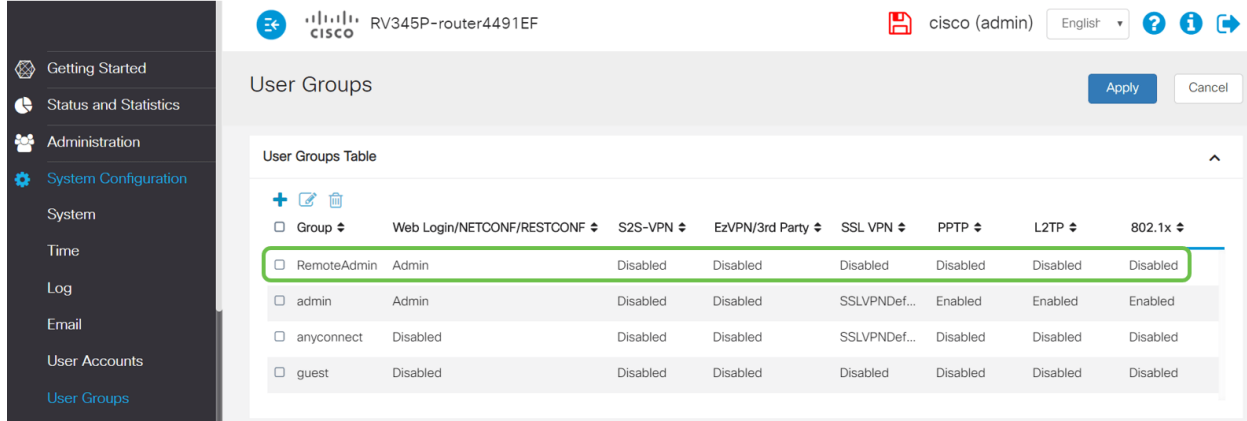 cisco RV345P-router4491EF cisco (admin) English
Getting Started
Status and Statistics
Administration
System Configuration
System
Time
Log
Email
User Accounts
User Groups
User Groups Apply Cancel
User Groups Table
Group Web Login/NETCONF/RESTCONF S2S-VPN EzVPN/3rd Party SSL VPN PPTP L2TP 802.1x
RemoteAdmin Admin Disabled Disabled Disabled Disabled Disabled Disabled
admin Admin Disabled Disabled SSLVPNDef... Enabled Enabled Enabled
anyconnect Disabled Disabled Disabled SSLVPNDef... Disabled Disabled Disabled
guest Disabled Disabled Disabled Disabled Disabled Disabled Disabled